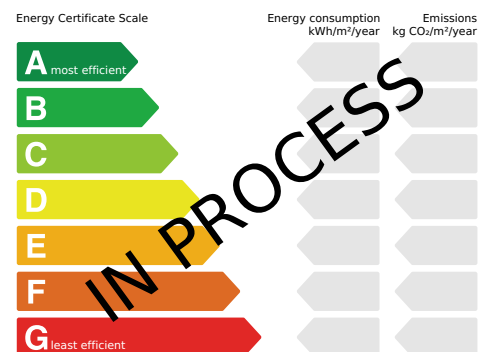 Energy Certificate Scale
Energy consumption
kWh/m²/year
Emissions
kg CO₂/m²/year
A most efficient
B
C
D
E
F
G least efficient
IN PROCESS